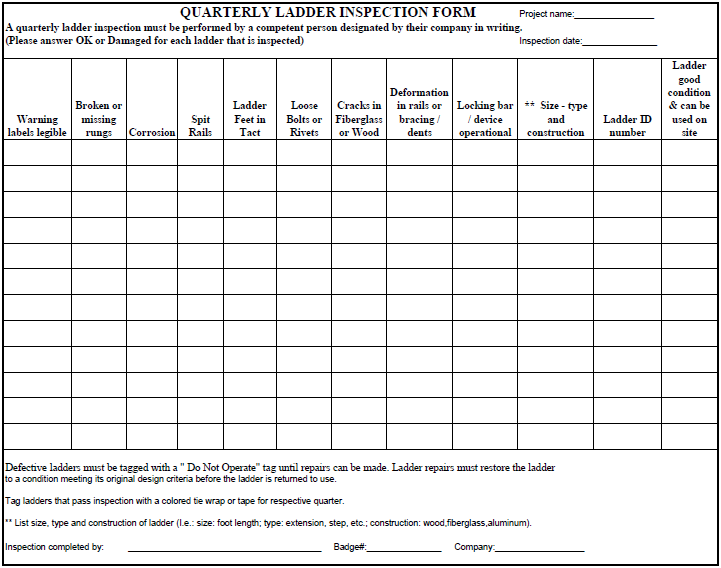 QUARTERLY LADDER INSPECTION FORM
Project name:_______________
A quarterly ladder inspection must be performed by a competent person designated by their company in writing.
(Please answer OK or Damaged for each ladder that is inspected)
Inspection date:______________
Warning
labels legible
Broken or
missing
rungs
Corrosion
Spit
Rails
Ladder
Feet in
Tact
Loose
Bolts or
Rivets
Cracks in
Fiberglass
or Wood
Deformation
in rails or
bracing /
dents
Locking bar
/ device
operational
** Size - type
and
construction
Ladder ID
number
Ladder
good
condition
& can be
used on
site
Defective ladders must be tagged with a " Do Not Operate" tag until repairs can be made. Ladder repairs must restore the ladder
to a condition meeting its original design criteria before the ladder is returned to use.
Tag ladders that pass inspection with a colored tie wrap or tape for respective quarter.
** List size, type and construction of ladder (I.e.: size: foot length; type: extension, step, etc.; construction: wood,fiberglass,aluminum).
Inspection completed by: ____________________________________ Badge#:______________ Company:_________________